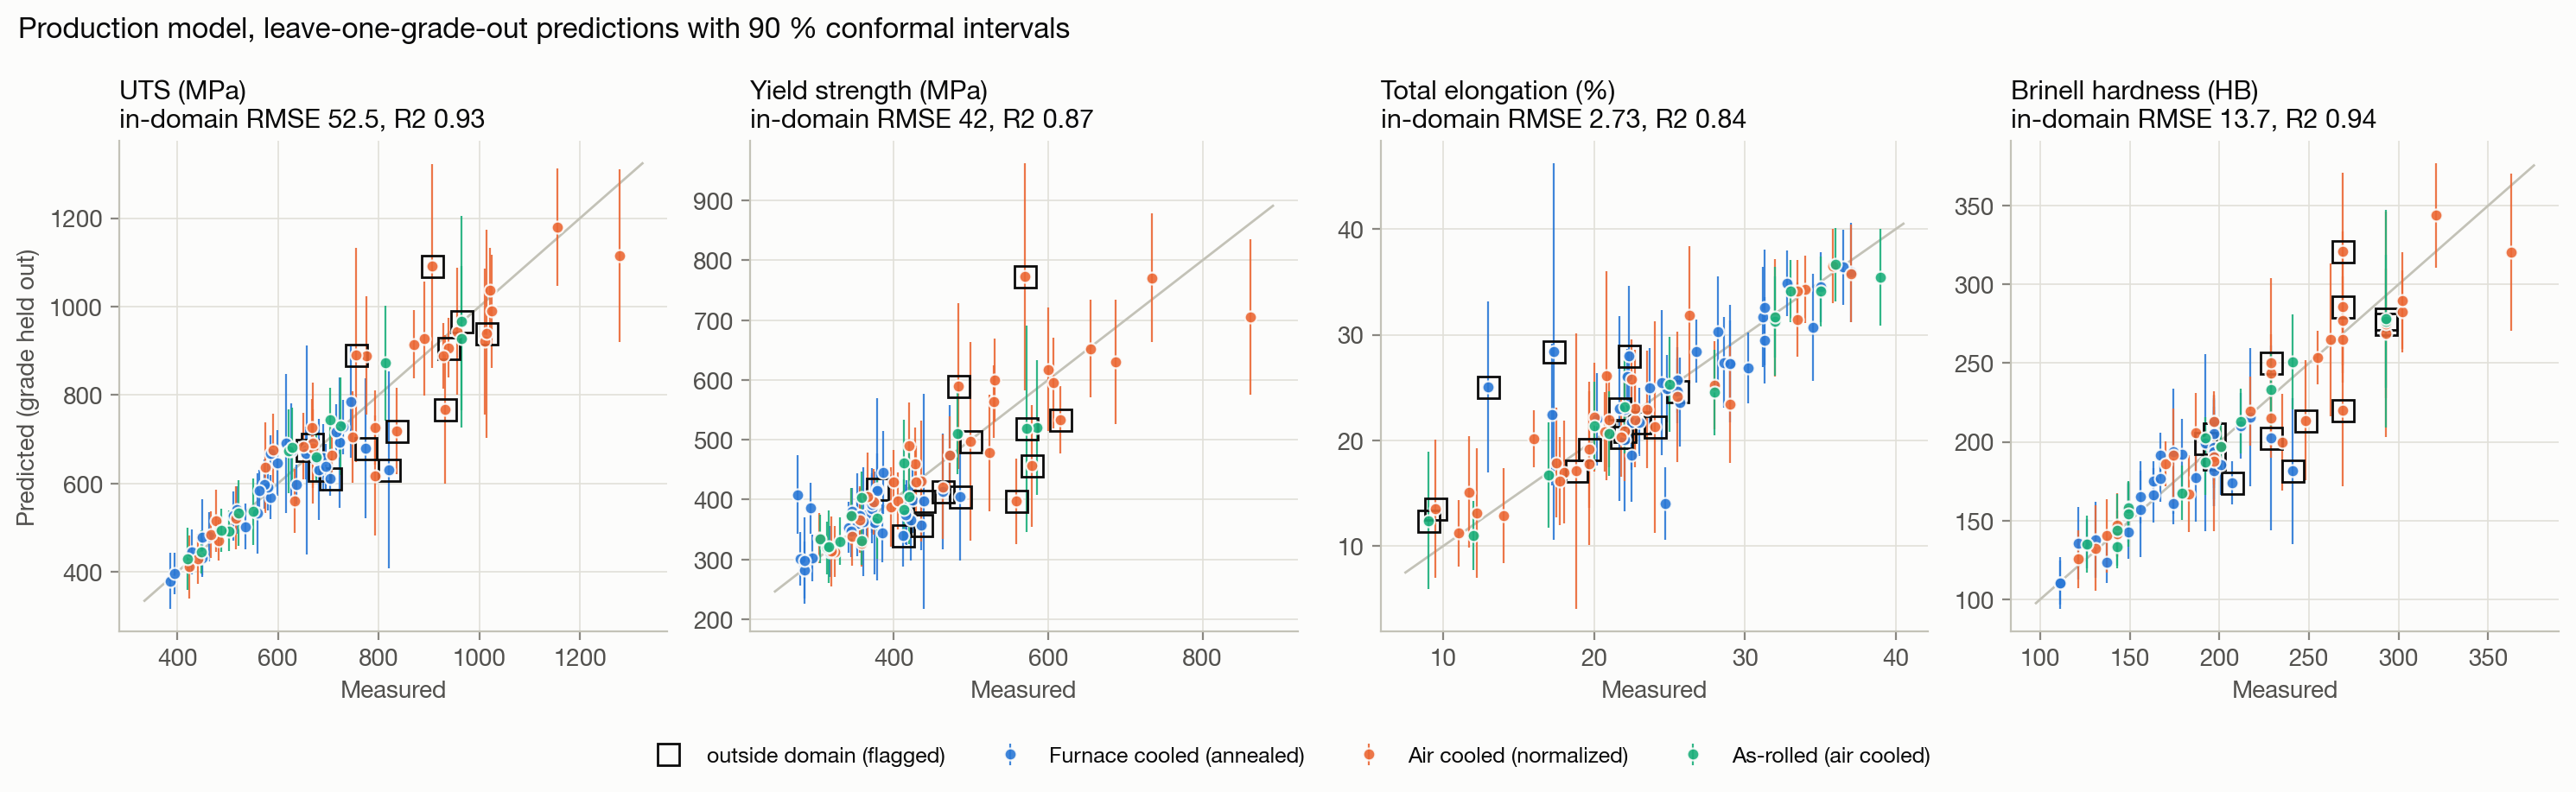 Production model, leave-one-grade-out predictions with 90 % conformal intervals
UTS (MPa)
in-domain RMSE 52.5, R2 0.93
Predicted (grade held out)
1200
1000
800
600
400
400 600 800 1000 1200
Measured
Yield strength (MPa)
in-domain RMSE 42, R2 0.87
900
800
700
600
500
400
300
200
400 600 800
Measured
Total elongation (%)
in-domain RMSE 2.73, R2 0.84
40
30
20
10
10 20 30 40
Measured
Brinell hardness (HB)
in-domain RMSE 13.7, R2 0.94
350
300
250
200
150
100
100 150 200 250 300 350
Measured
outside domain (flagged) Furnace cooled (annealed) Air cooled (normalized) As-rolled (air cooled)